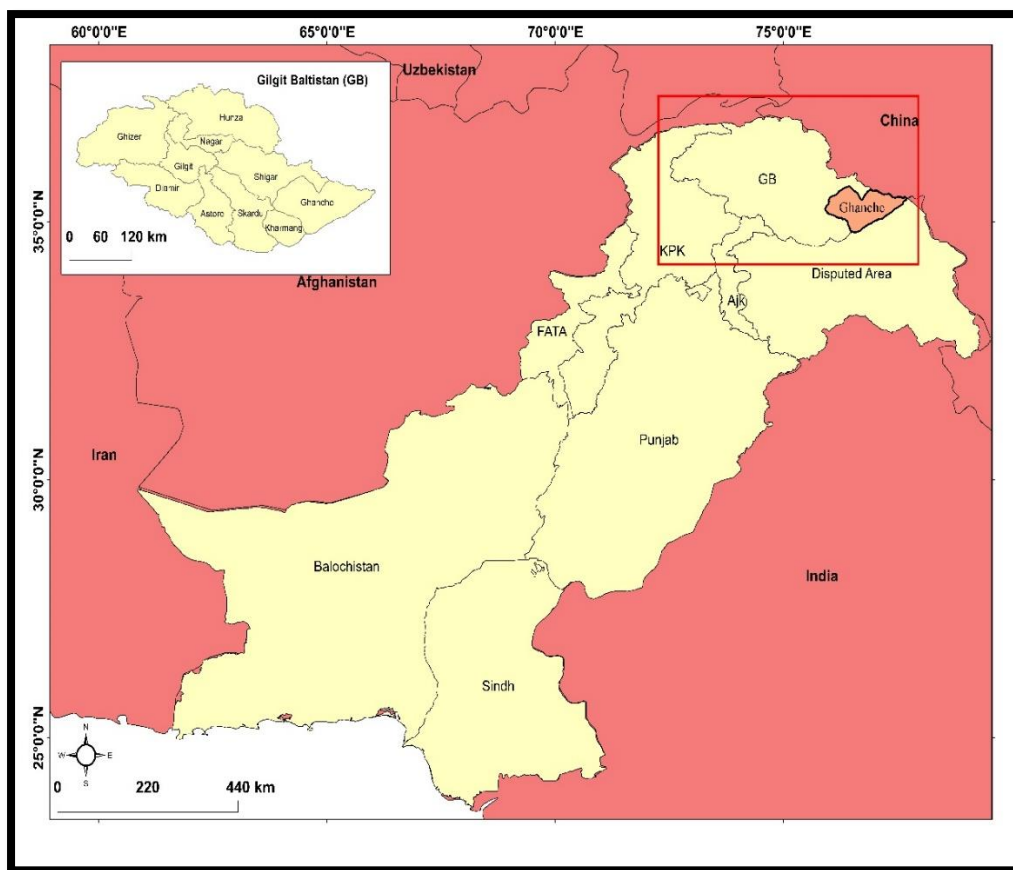 60°0'0"E
65°0'0"E
70°0'0"E
75°0'0"E
Uzbekistan
Gilgit Baltistan (GB)
Hunza
Ghizer
Nagar
Gilgit
Shigar
Diamir
Ghanche
Astore
Skardu
Kharmang
0 60 120 km
China
GB
Ghanche
35°0'0"N
KPK
Disputed Area
Afghanistan
Ajk
FATA
Punjab
Iran
30°0'0"N
Balochistan
India
Sindh
25°0'0"N
N
W E
S
0 220 440 km